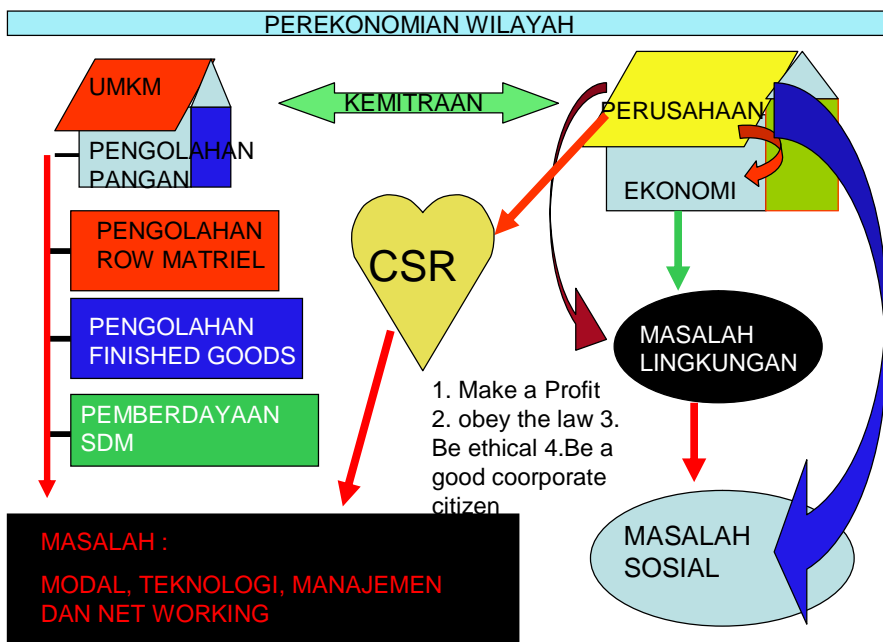 PEREKONOMIAN WILAYAH
UMKM
PENGOLAHAN
PANGAN
KEMITRAAN
PERUSAHAAN
EKONOMI
PENGOLAHAN
ROW MATRIEL
CSR
PENGOLAHAN
FINISHED GOODS
MASALAH
LINGKUNGAN
PEMBERDAYAAN
SDM
1. Make a Profit
2. obey the law 3.
Be ethical 4.Be a
good coorporate
citizen
MASALAH :
MODAL, TEKNOLOGI, MANAJEMEN
DAN NET WORKING
MASALAH
SOSIAL